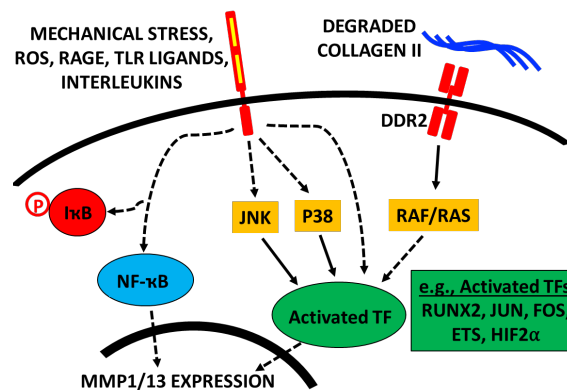 MECHANICAL STRESS,
ROS, RAGE, TLR LIGANDS,
INTERLEUKINS
DEGRADED
COLLAGEN II
DDR2
P
IκB
JNK
P38
RAF/RAS
NF-κB
Activated TF
e.g., Activated TFs
RUNX2, JUN, FOS,
ETS, HIF2α
MMP1/13 EXPRESSION